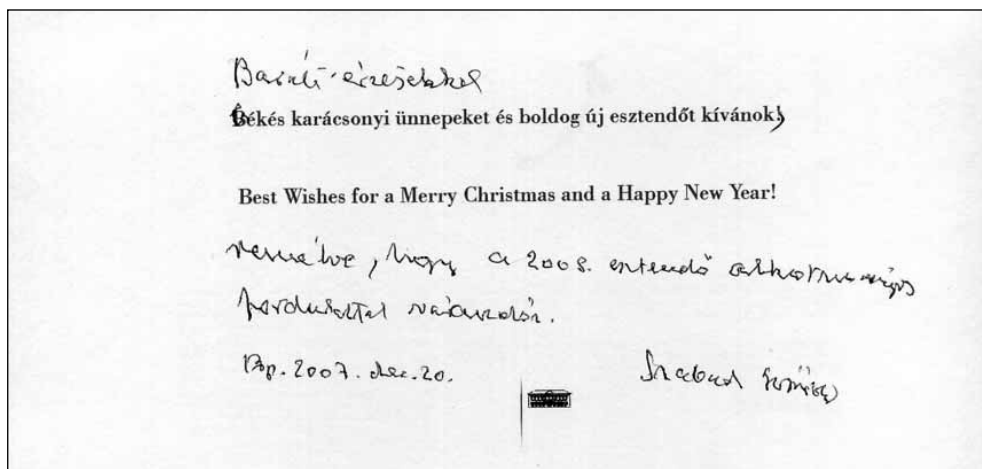 Baráti érzésekkel
Békés karácsonyi ünnepeket és boldog új esztendőt kívánok,
Best Wishes for a Merry Christmas and a Happy New Year!
remélve, hogy a 2008. esztendő alkotmányos
fordulattal
Bp. 2007. dec. 20. Szabad György